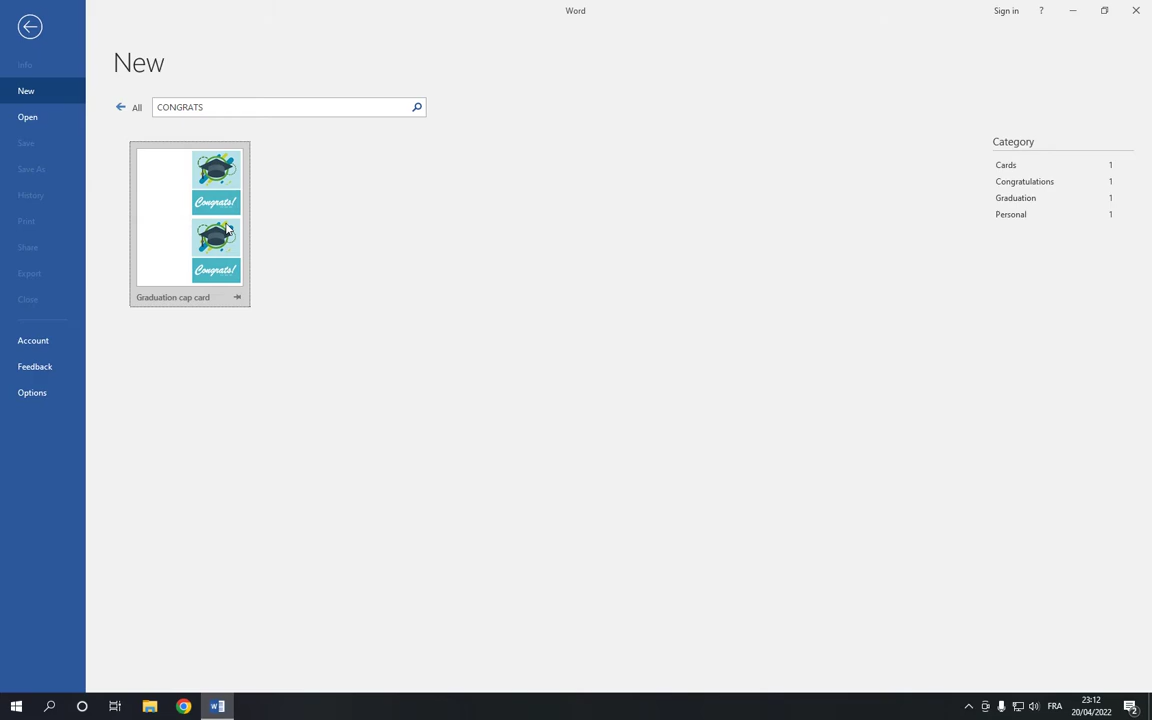 Word
Sign in
?
Info
New
Open
Save
Save As
History
Print
Share
Export
Close
Account
Feedback
Options
New
All
CONGRATS
Congrats!
Congrats!
Graduation cap card
Category
Cards 1
Congratulations 1
Graduation 1
Personal 1
W
FRA
23:12
20/04/2022
2